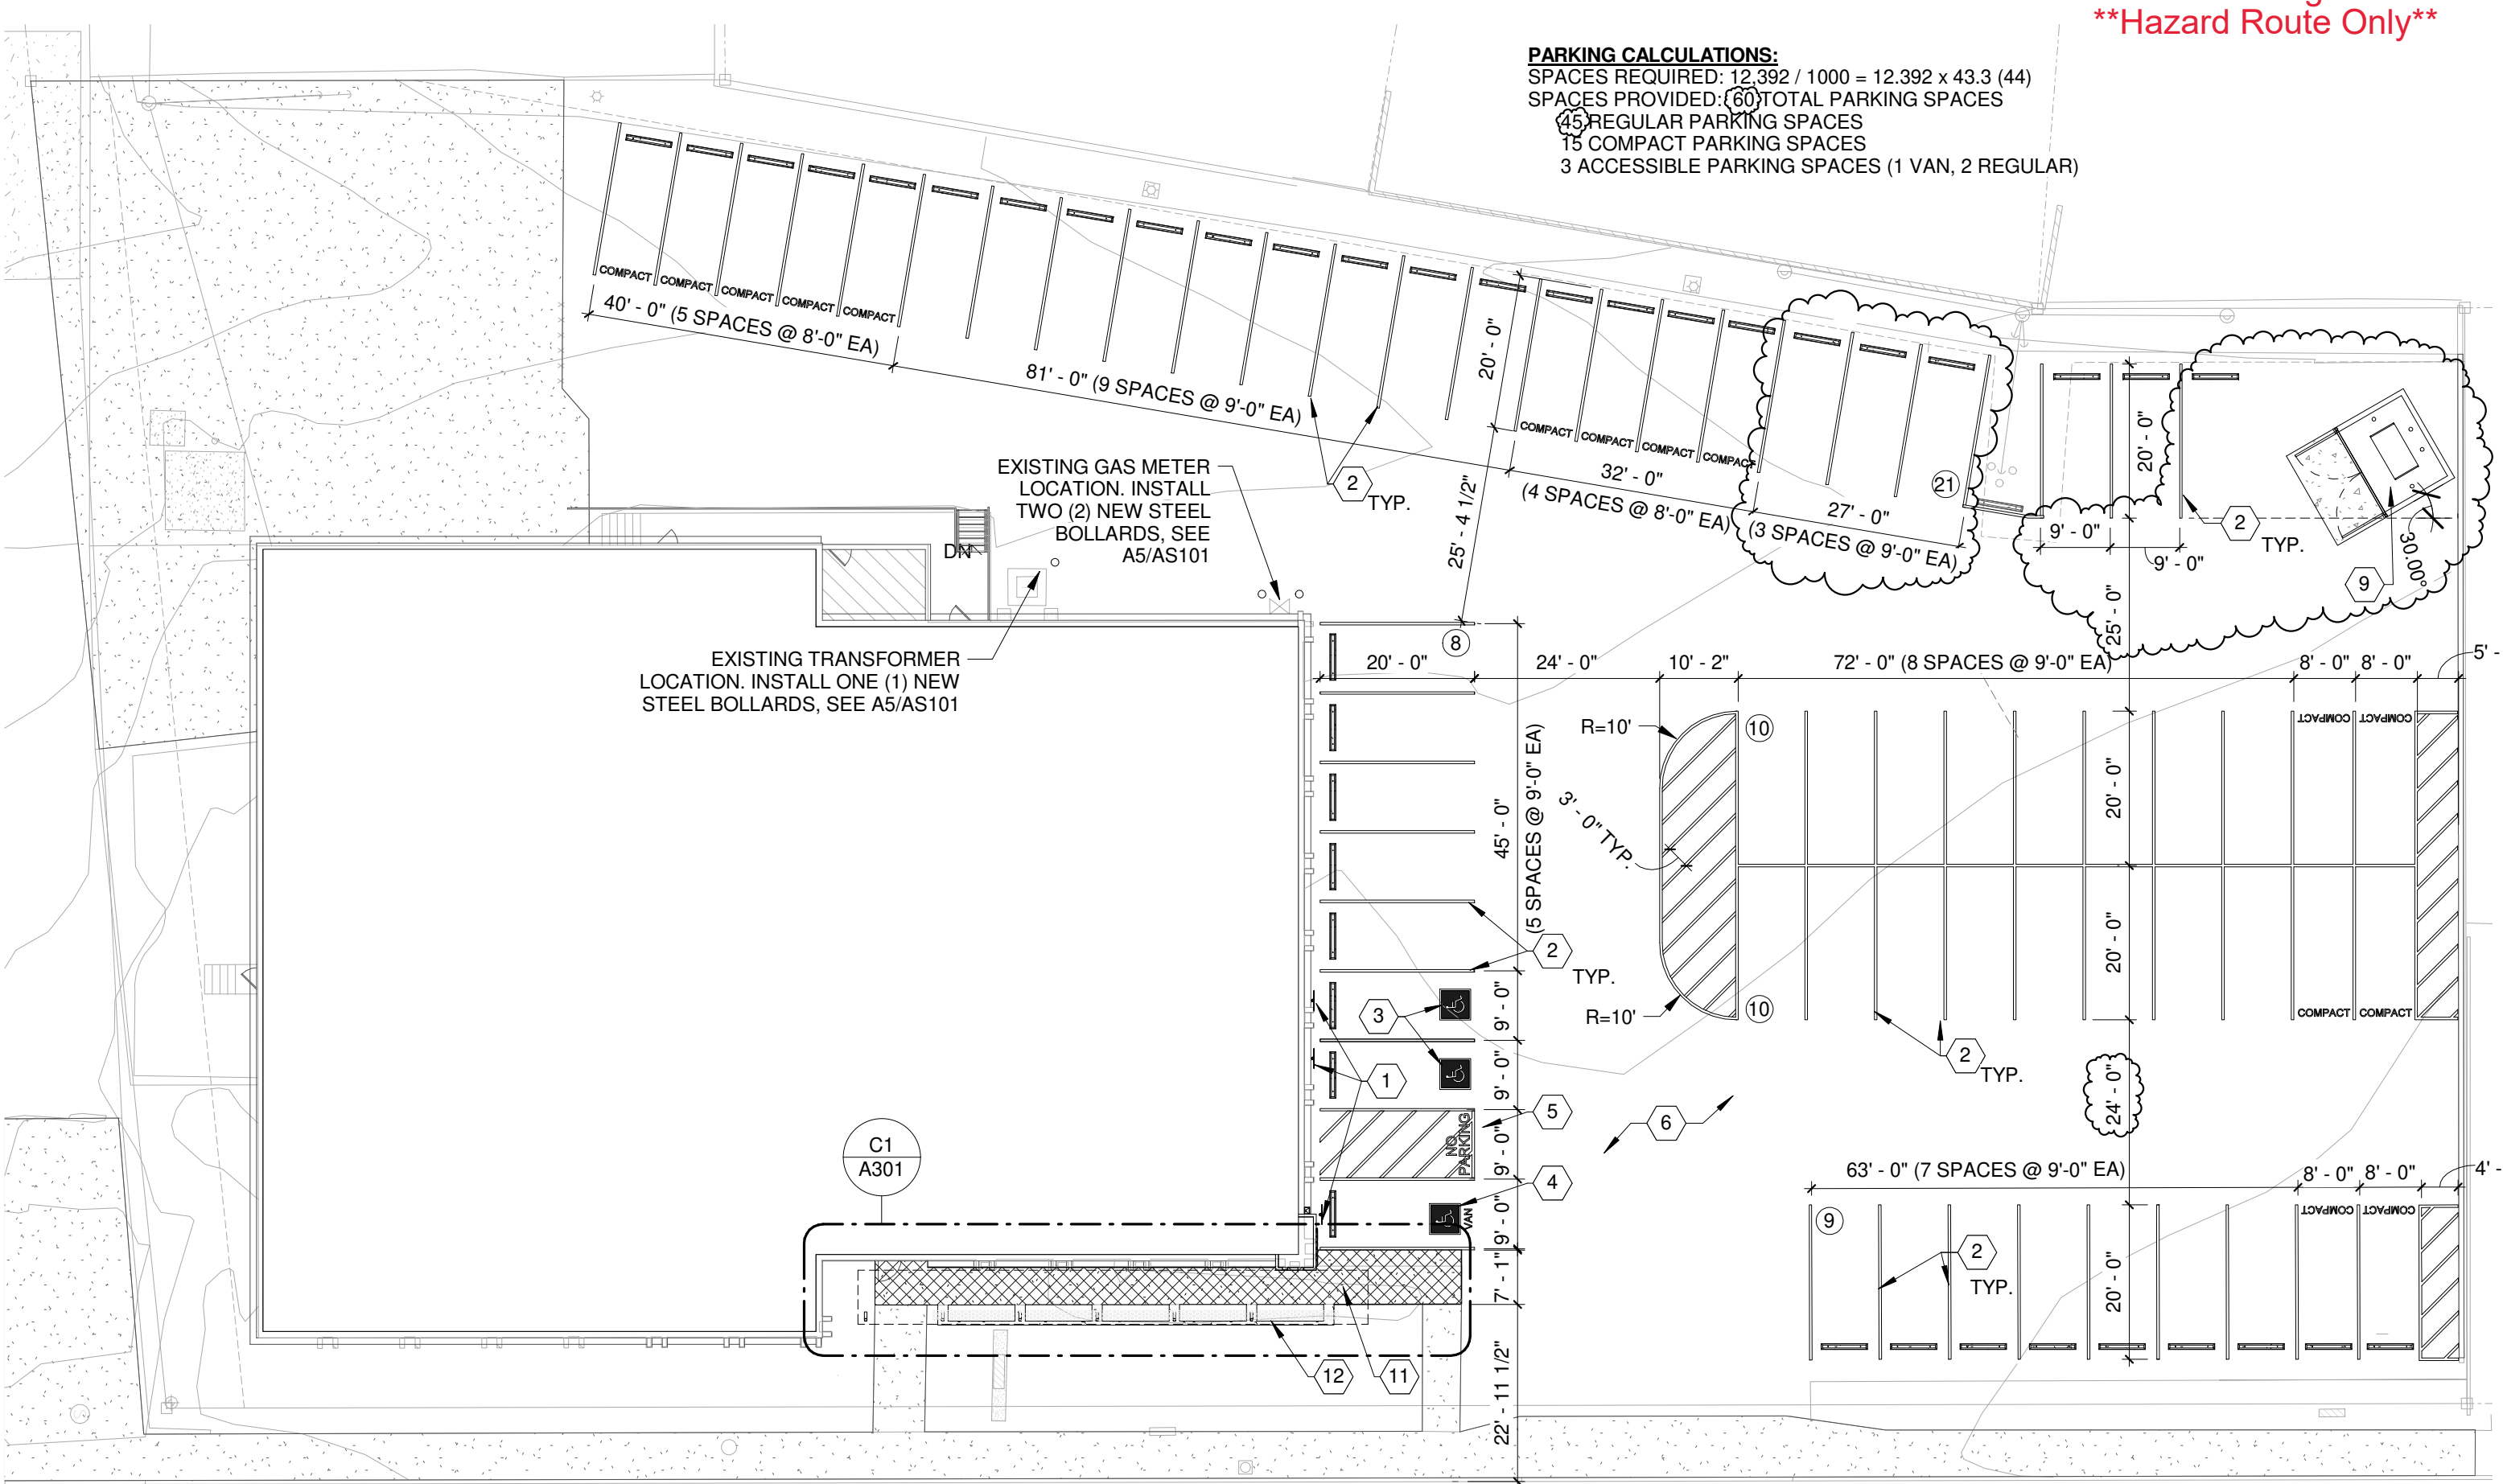 **Hazard Route Only**
PARKING CALCULATIONS:
SPACES REQUIRED: 12,392 / 1000 = 12.392 x 43.3 (44)
SPACES PROVIDED: 60 TOTAL PARKING SPACES
45 REGULAR PARKING SPACES
15 COMPACT PARKING SPACES
3 ACCESSIBLE PARKING SPACES (1 VAN, 2 REGULAR)
COMPACT COMPACT COMPACT COMPACT COMPACT
40' - 0" (5 SPACES @ 8'-0" EA)
81' - 0" (9 SPACES @ 9'-0" EA)
20' - 0"
COMPACT COMPACT COMPACT COMPACT
32' - 0"
(4 SPACES @ 8'-0" EA)
27' - 0"
(3 SPACES @ 9'-0" EA)
21
2
TYP.
25' - 4 1/2"
20' - 0"
9' - 0"
9' - 0"
2
TYP.
9
30.00°
EXISTING GAS METER
LOCATION. INSTALL
TWO (2) NEW STEEL
BOLLARDS, SEE
A5/AS101
DN
EXISTING TRANSFORMER
LOCATION. INSTALL ONE (1) NEW
STEEL BOLLARDS, SEE A5/AS101
8
20' - 0"
24' - 0"
10' - 2"
72' - 0" (8 SPACES @ 9'-0" EA)
25' - 0"
8' - 0"
8' - 0"
5' -
R=10'
10
COMPACT COMPACT
45' - 0"
(5 SPACES @ 9'-0" EA)
3' - 0" TYP.
20' - 0"
20' - 0"
2
TYP.
R=10'
10
COMPACT COMPACT
3
9' - 0"
9' - 0"
1
2
TYP.
24' - 0"
5
NO
PARKING
9' - 0"
6
C1
A301
4
VAN
9' - 0"
63' - 0" (7 SPACES @ 9'-0" EA)
8' - 0"
8' - 0"
4' -
COMPACT COMPACT
9
2
TYP.
20' - 0"
7' - 1"
12
11
22' - 11 1/2"